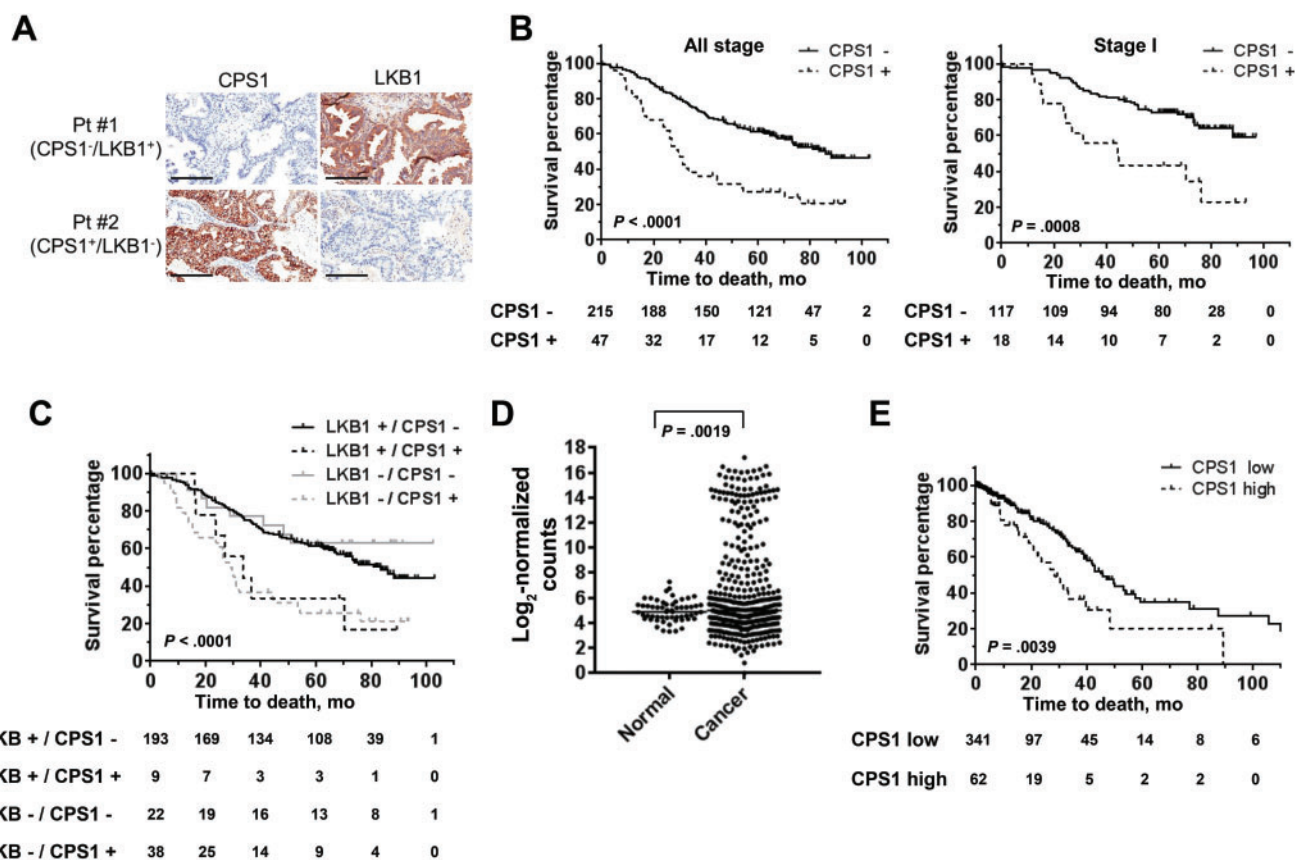 A
CPS1 LKB1
Pt #1
(CPS1-/LKB1+)
Pt #2
(CPS1+/LKB1-)
B
All stage
CPS1 -
CPS1 +
Survival percentage
100
80
60
40
20
0
P < .0001
0 20 40 60 80 100
Time to death, mo
CPS1 - 215 188 150 121 47 2
CPS1 + 47 32 17 12 5 0
Stage I
CPS1 -
CPS1 +
Survival percentage
100
80
60
40
20
0
P = .0008
0 20 40 60 80 100
Time to death, mo
CPS1 - 117 109 94 80 28 0
CPS1 + 18 14 10 7 2 0
C
LKB1 + / CPS1 -
LKB1 + / CPS1 +
LKB1 - / CPS1 -
LKB1 - / CPS1 +
Survival percentage
100
80
60
40
20
0
P < .0001
0 20 40 60 80 100
Time to death, mo
KB + / CPS1 - 193 169 134 108 39 1
KB + / CPS1 + 9 7 3 3 1 0
KB - / CPS1 - 22 19 16 13 8 1
KB - / CPS1 + 38 25 14 9 4 0
D
P = .0019
Log2-normalized
counts
18
16
14
12
10
8
6
4
2
0
Normal
Cancer
E
CPS1 low
CPS1 high
Survival percentage
100
80
60
40
20
0
P = .0039
0 20 40 60 80 100
Time to death, mo
CPS1 low 341 97 45 14 8 6
CPS1 high 62 19 5 2 2 0